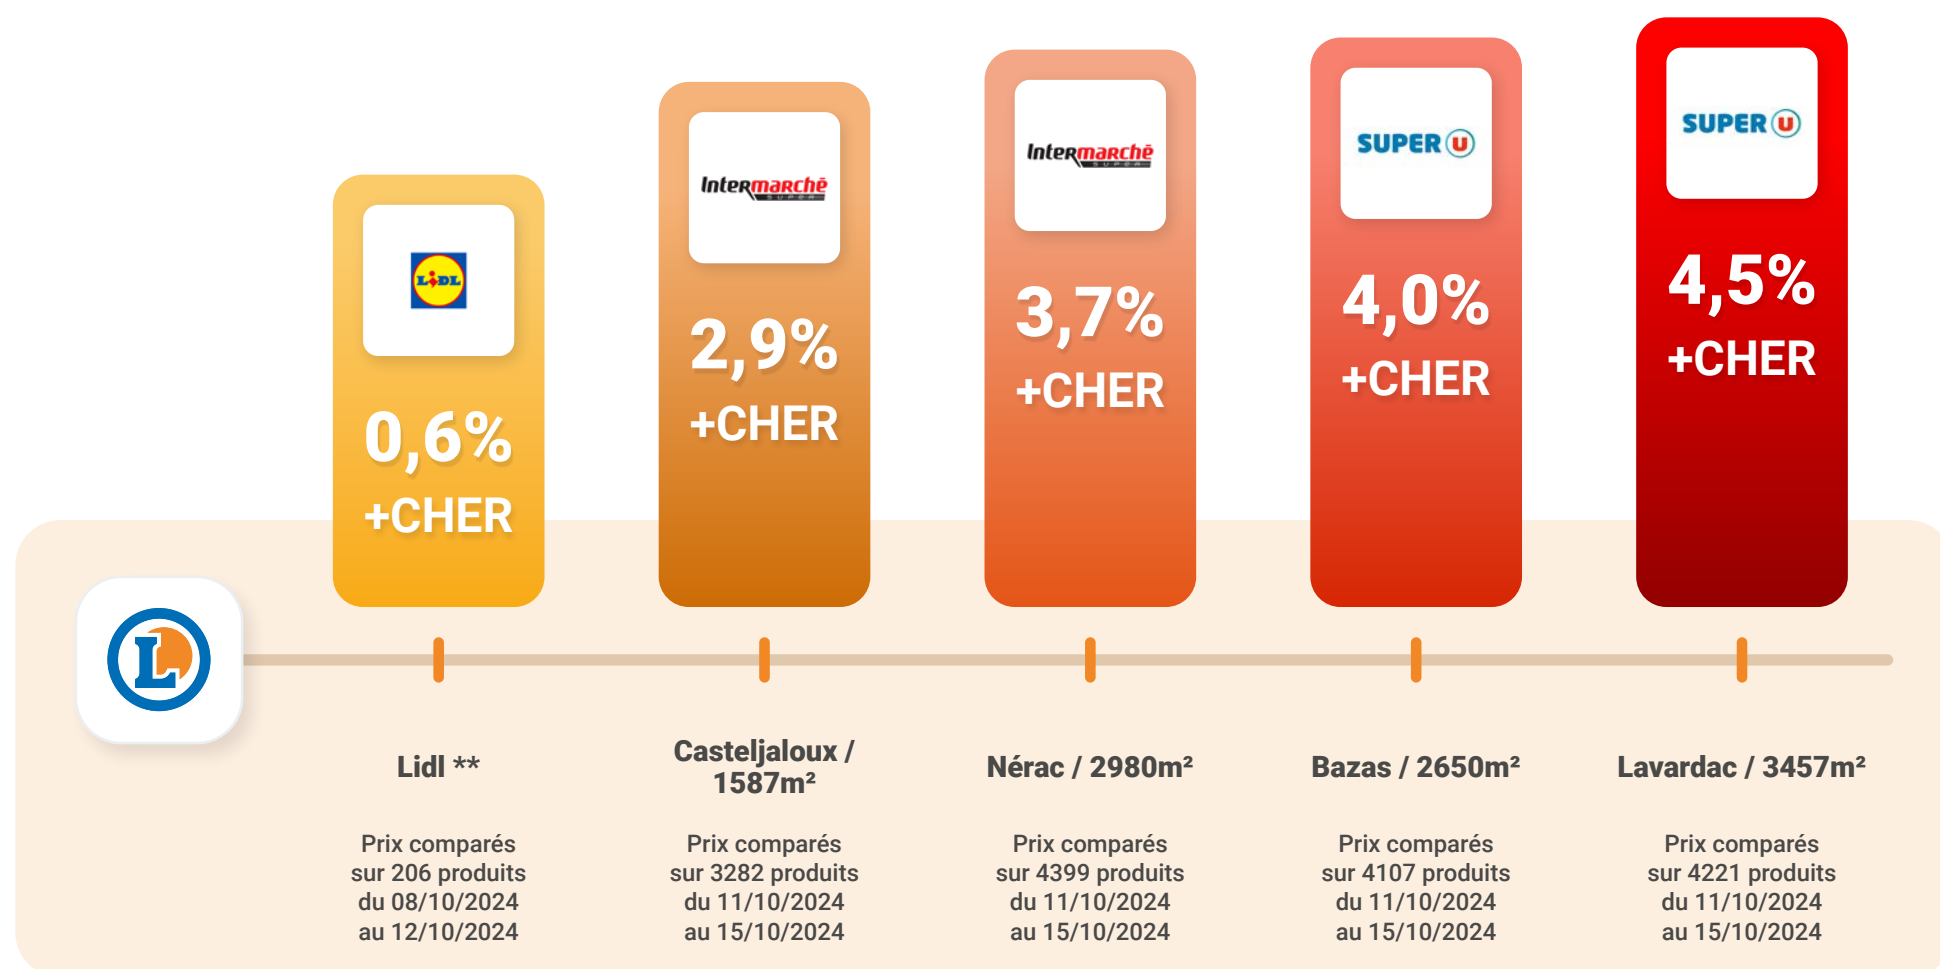 LIDL
0,6%
+CHER
Intermarchē
SUPER
2,9%
+CHER
Intermarchē
SUPER
3,7%
+CHER
SUPER U
4,0%
+CHER
SUPER U
4,5%
+CHER
L
Lidl **
Prix comparés
sur 206 produits
du 08/10/2024
au 12/10/2024
Casteljaloux /
1587m²
Prix comparés
sur 3282 produits
du 11/10/2024
au 15/10/2024
Nérac / 2980m²
Prix comparés
sur 4399 produits
du 11/10/2024
au 15/10/2024
Bazas / 2650m²
Prix comparés
sur 4107 produits
du 11/10/2024
au 15/10/2024
Lavardac / 3457m²
Prix comparés
sur 4221 produits
du 11/10/2024
au 15/10/2024